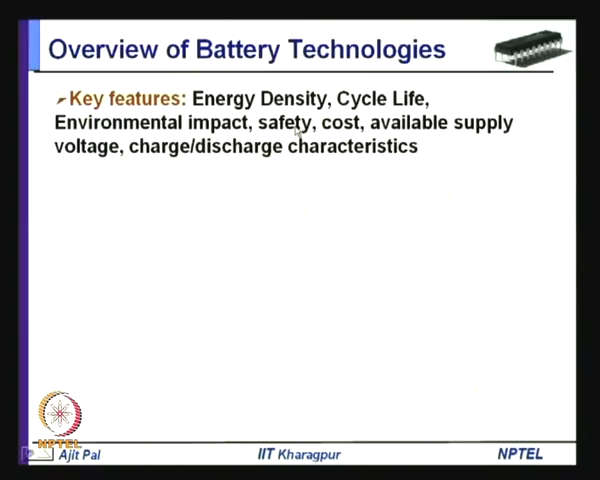 Overview of Battery Technologies
Key features: Energy Density, Cycle Life,
Environmental impact, safety, cost, available supply
voltage, charge/discharge characteristics
NPTEL
Ajit Pal
IIT Kharagpur
NPTEL